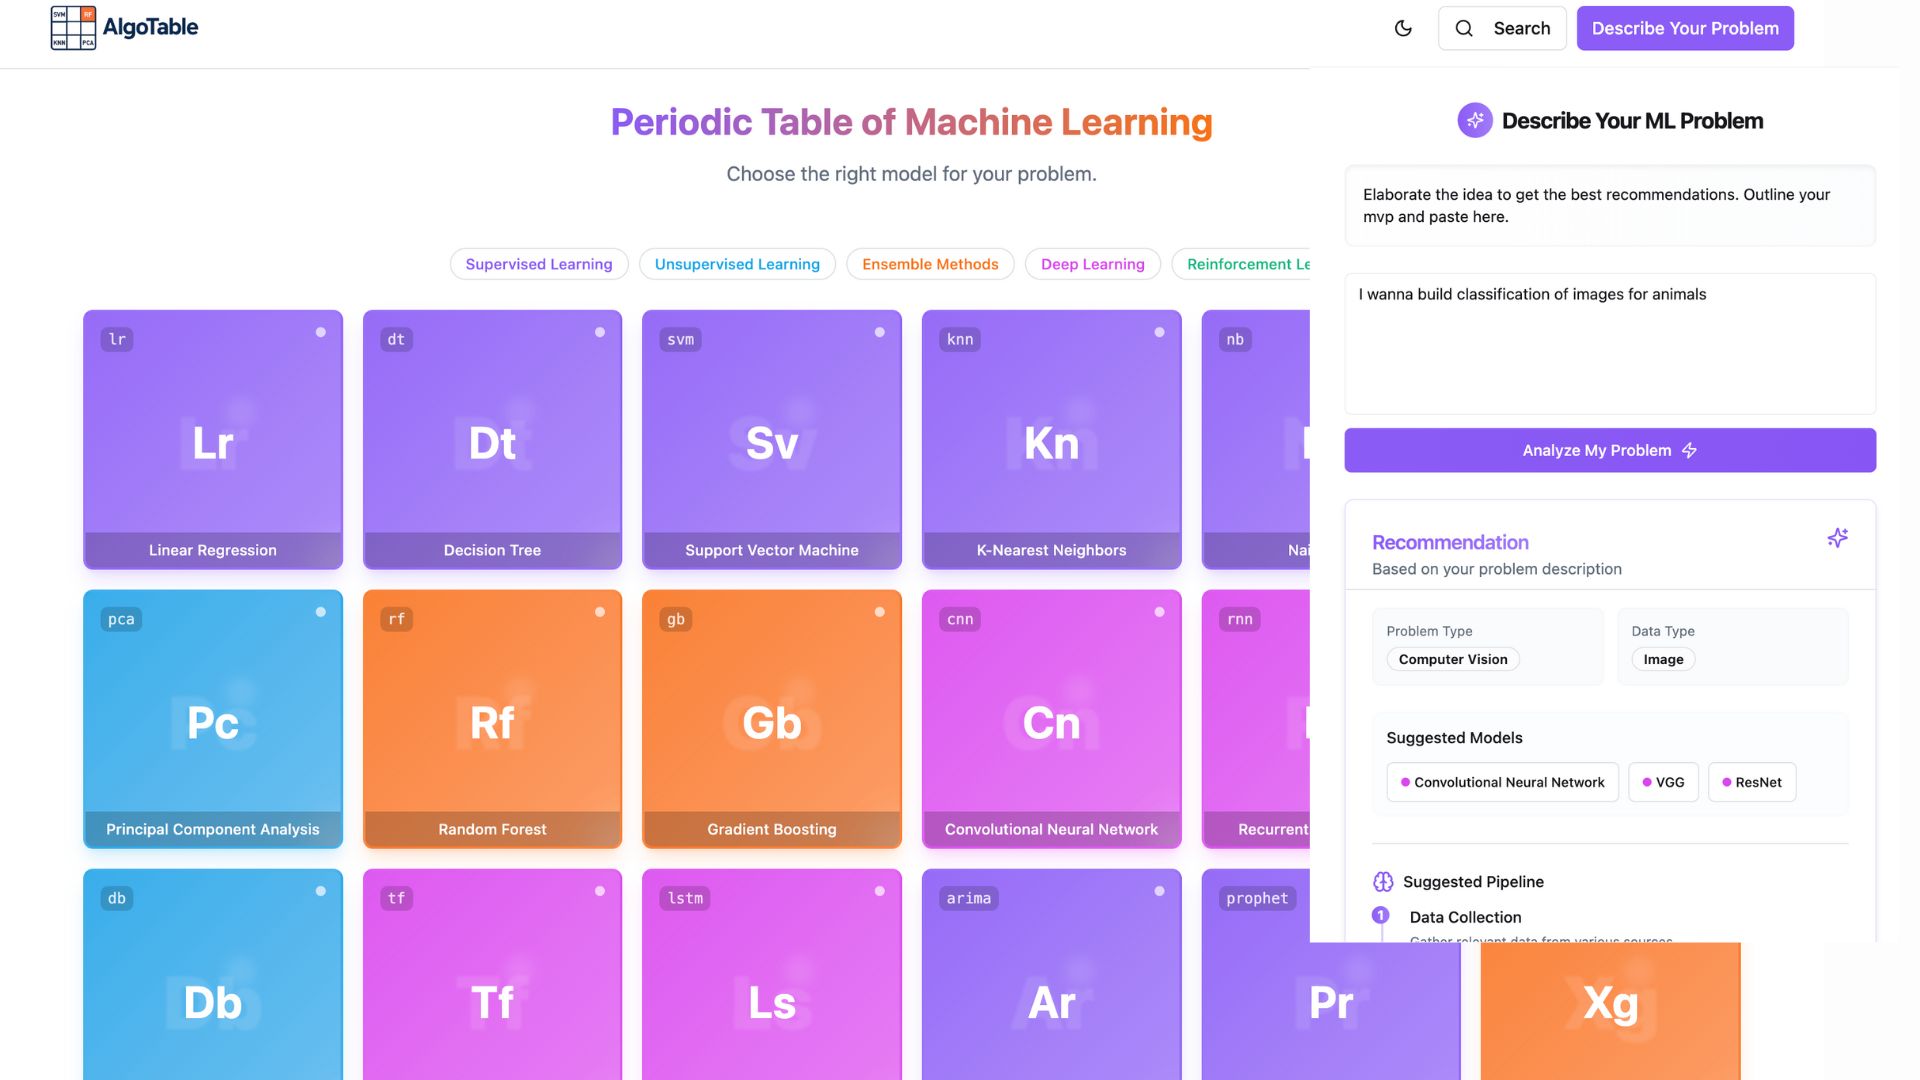 SVM RF
KNN PCA
AlgoTable
Search
Describe Your Problem
Periodic Table of Machine Learning
Choose the right model for your problem.
Supervised Learning
Unsupervised Learning
Ensemble Methods
Deep Learning
Reinforcement Le
lr
Lr
Linear Regression
dt
Dt
Decision Tree
svm
Sv
Support Vector Machine
knn
Kn
K-Nearest Neighbors
nb
Nai
pca
Pc
Principal Component Analysis
rf
Rf
Random Forest
gb
Gb
Gradient Boosting
cnn
Cn
Convolutional Neural Network
rnn
Recurrent
db
Db
tf
Tf
lstm
Ls
arima
Ar
prophet
Pr
Xg
Describe Your ML Problem
Elaborate the idea to get the best recommendations. Outline your
mvp and paste here.
I wanna build classification of images for animals
Analyze My Problem
Recommendation
Based on your problem description
Problem Type
Computer Vision
Data Type
Image
Suggested Models
Convolutional Neural Network
VGG
ResNet
Suggested Pipeline
1
Data Collection
Gather relevant data from various sources